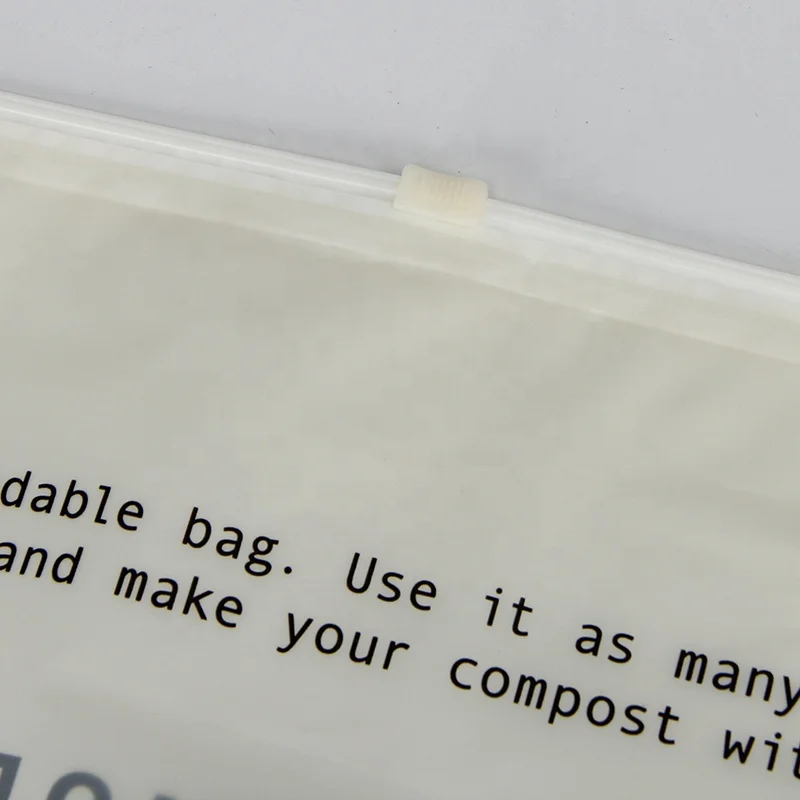 dable bag. Use it as many
and make your compost wit